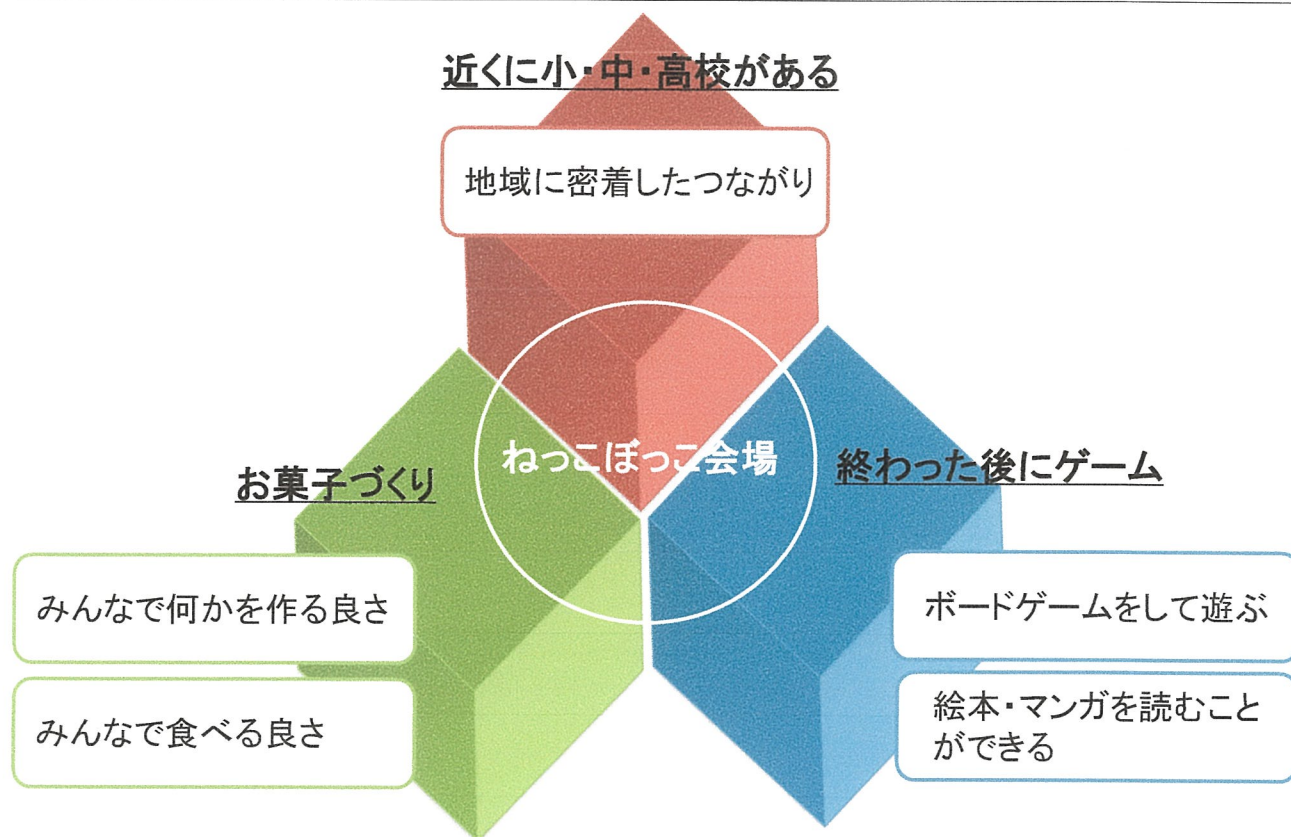 近くに小・中・高校がある
地域に密着したつながり
ねっこぼっこ会場
お菓子づくり
みんなで何かを作る良さ
みんなで食べる良さ
終わった後にゲーム
ボードゲームをして遊ぶ
絵本・マンガを読むこと
ができる